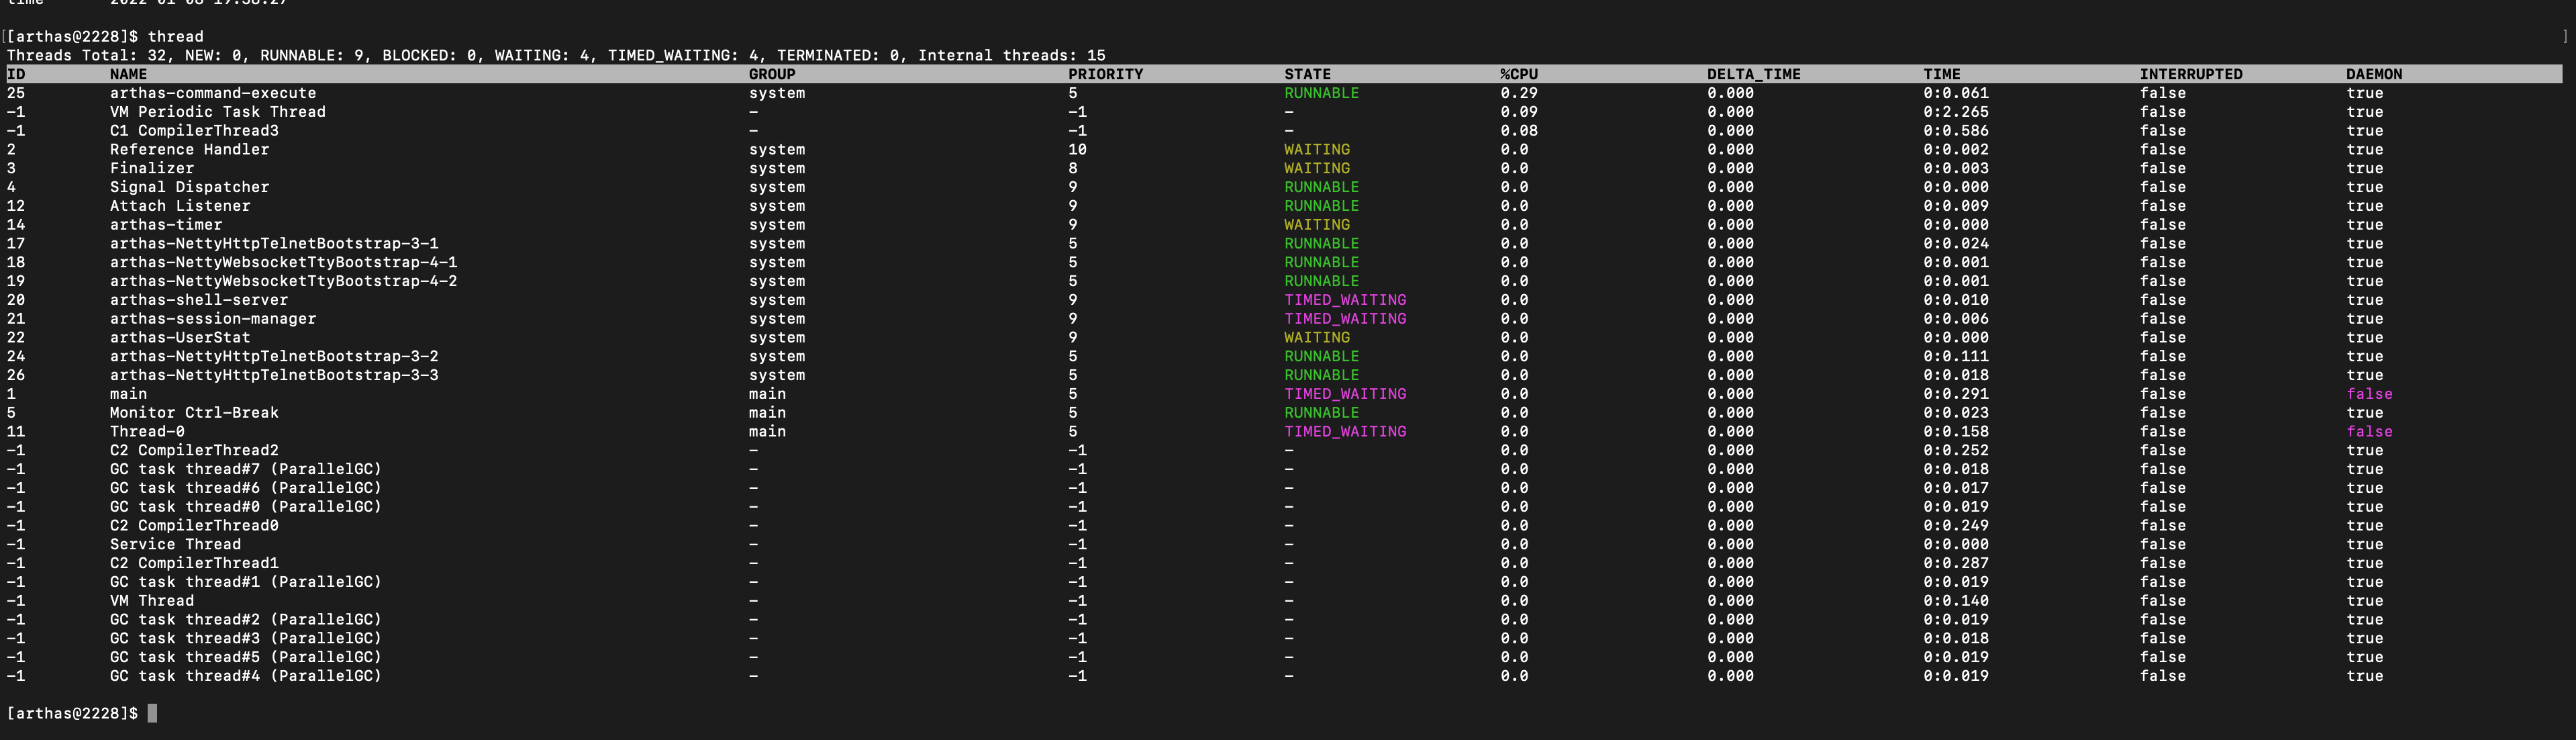 time 2022-01-08 19:38:27
[[arthas@2228]$ thread ]
Threads Total: 32, NEW: 0, RUNNABLE: 9, BLOCKED: 0, WAITING: 4, TIMED_WAITING: 4, TERMINATED: 0, Internal threads: 15
ID NAME GROUP PRIORITY STATE %CPU DELTA_TIME TIME INTERRUPTED DAEMON
25 arthas-command-execute system 5 RUNNABLE 0.29 0.000 0:0.061 false true
-1 VM Periodic Task Thread - -1 - 0.09 0.000 0:2.265 false true
-1 C1 CompilerThread3 - -1 - 0.08 0.000 0:0.586 false true
2 Reference Handler system 10 WAITING 0.0 0.000 0:0.002 false true
3 Finalizer system 8 WAITING 0.0 0.000 0:0.003 false true
4 Signal Dispatcher system 9 RUNNABLE 0.0 0.000 0:0.000 false true
12 Attach Listener system 9 RUNNABLE 0.0 0.000 0:0.009 false true
14 arthas-timer system 9 WAITING 0.0 0.000 0:0.000 false true
17 arthas-NettyHttpTelnetBootstrap-3-1 system 5 RUNNABLE 0.0 0.000 0:0.024 false true
18 arthas-NettyWebsocketTtyBootstrap-4-1 system 5 RUNNABLE 0.0 0.000 0:0.001 false true
19 arthas-NettyWebsocketTtyBootstrap-4-2 system 5 RUNNABLE 0.0 0.000 0:0.001 false true
20 arthas-shell-server system 9 TIMED_WAITING 0.0 0.000 0:0.010 false true
21 arthas-session-manager system 9 TIMED_WAITING 0.0 0.000 0:0.006 false true
22 arthas-UserStat system 9 WAITING 0.0 0.000 0:0.000 false true
24 arthas-NettyHttpTelnetBootstrap-3-2 system 5 RUNNABLE 0.0 0.000 0:0.111 false true
26 arthas-NettyHttpTelnetBootstrap-3-3 system 5 RUNNABLE 0.0 0.000 0:0.018 false true
1 main main 5 TIMED_WAITING 0.0 0.000 0:0.291 false false
5 Monitor Ctrl-Break main 5 RUNNABLE 0.0 0.000 0:0.023 false true
11 Thread-0 main 5 TIMED_WAITING 0.0 0.000 0:0.158 false false
-1 C2 CompilerThread2 - -1 - 0.0 0.000 0:0.252 false true
-1 GC task thread#7 (ParallelGC) - -1 - 0.0 0.000 0:0.018 false true
-1 GC task thread#6 (ParallelGC) - -1 - 0.0 0.000 0:0.017 false true
-1 GC task thread#0 (ParallelGC) - -1 - 0.0 0.000 0:0.019 false true
-1 C2 CompilerThread0 - -1 - 0.0 0.000 0:0.249 false true
-1 Service Thread - -1 - 0.0 0.000 0:0.000 false true
-1 C2 CompilerThread1 - -1 - 0.0 0.000 0:0.287 false true
-1 GC task thread#1 (ParallelGC) - -1 - 0.0 0.000 0:0.019 false true
-1 VM Thread - -1 - 0.0 0.000 0:0.140 false true
-1 GC task thread#2 (ParallelGC) - -1 - 0.0 0.000 0:0.019 false true
-1 GC task thread#3 (ParallelGC) - -1 - 0.0 0.000 0:0.018 false true
-1 GC task thread#5 (ParallelGC) - -1 - 0.0 0.000 0:0.019 false true
-1 GC task thread#4 (ParallelGC) - -1 - 0.0 0.000 0:0.019 false true
[arthas@2228]$